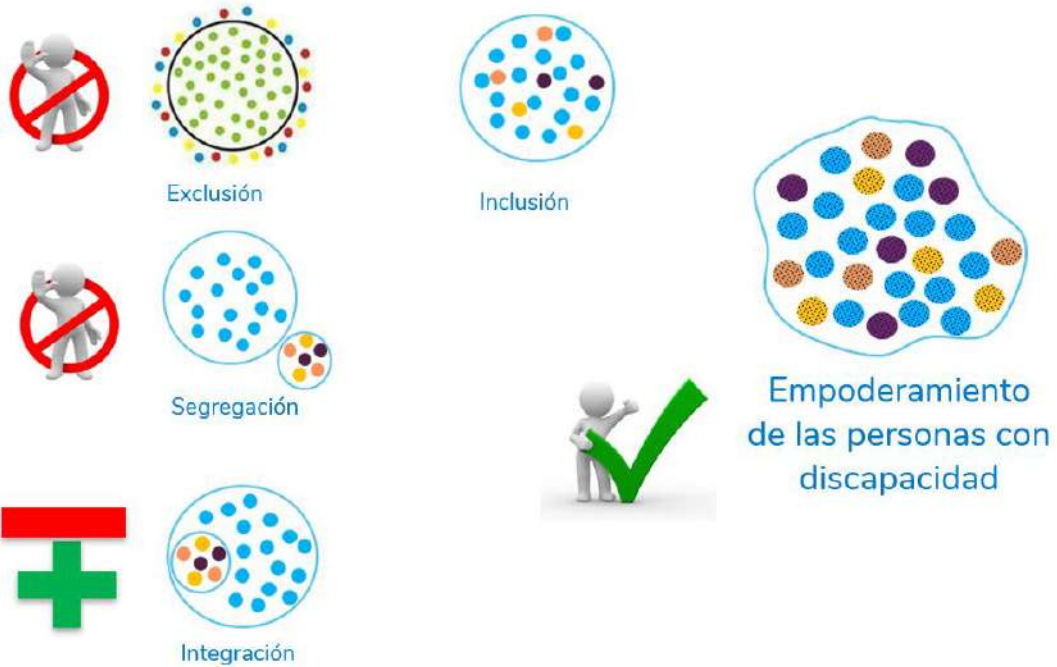 Exclusión
Inclusión
Segregación
Empoderamiento
de las personas con
discapacidad
Integración